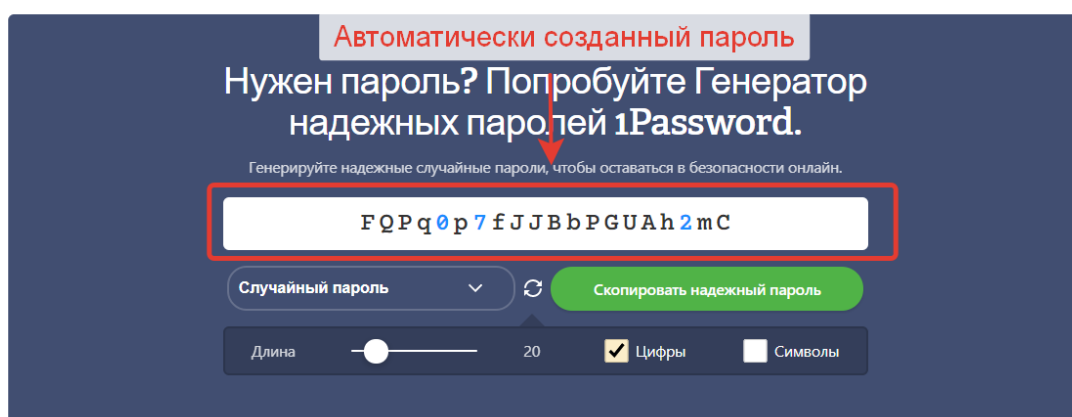 Автоматически созданный пароль
Нужен пароль? Попробуйте Генератор
надежных паролей 1Password.
Генерируйте надежные случайные пароли, чтобы оставаться в безопасности онлайн.
FQPq0p7fJJBbPGUAh2mC
Случайный пароль
Скопировать надежный пароль
Длина 20 Цифры Символы